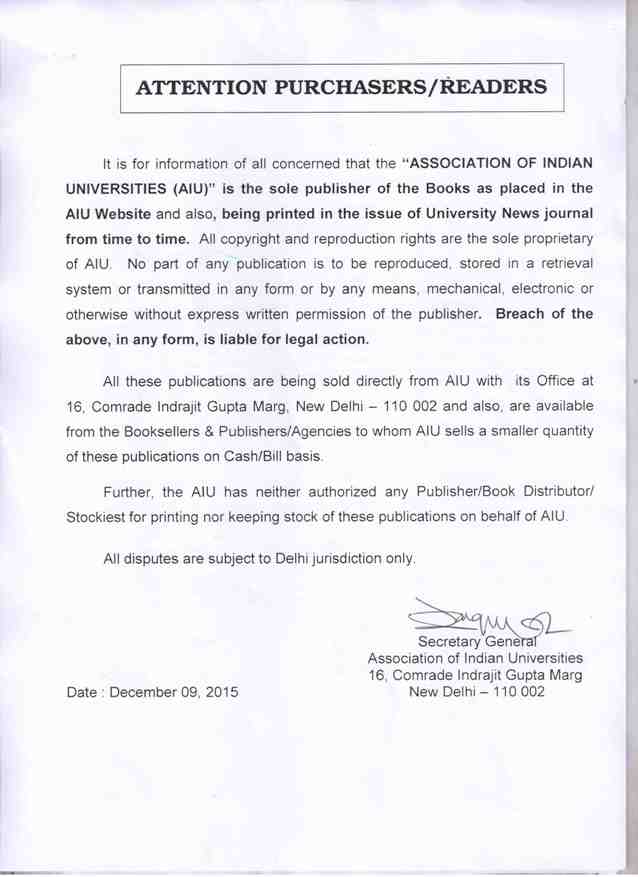 ATTENTION PURCHASERS/READERS
It is for information of all concerned that the “ASSOCIATION OF INDIAN
UNIVERSITIES (AIU)” is the sole publisher of the Books as placed in the
AIU Website and also, being printed in the issue of University News journal
from time to time. All copyright and reproduction rights are the sole proprietary
of AIU. No part of any publication is to be reproduced, stored in a retrieval
system or transmitted in any form or by any means, mechanical, electronic or
otherwise without express written permission of the publisher. Breach of the
above, in any form, is liable for legal action.
All these publications are being sold directly from AIU with its Office at
16, Comrade Indrajit Gupta Marg, New Delhi – 110 002 and also, are available
from the Booksellers & Publishers/Agencies to whom AIU sells a smaller quantity
of these publications on Cash/Bill basis.
Further, the AIU has neither authorized any Publisher/Book Distributor/
Stockiest for printing nor keeping stock of these publications on behalf of AIU.
All disputes are subject to Delhi jurisdiction only.
Secretary General
Association of Indian Universities
16, Comrade Indrajit Gupta Marg
New Delhi – 110 002
Date : December 09, 2015